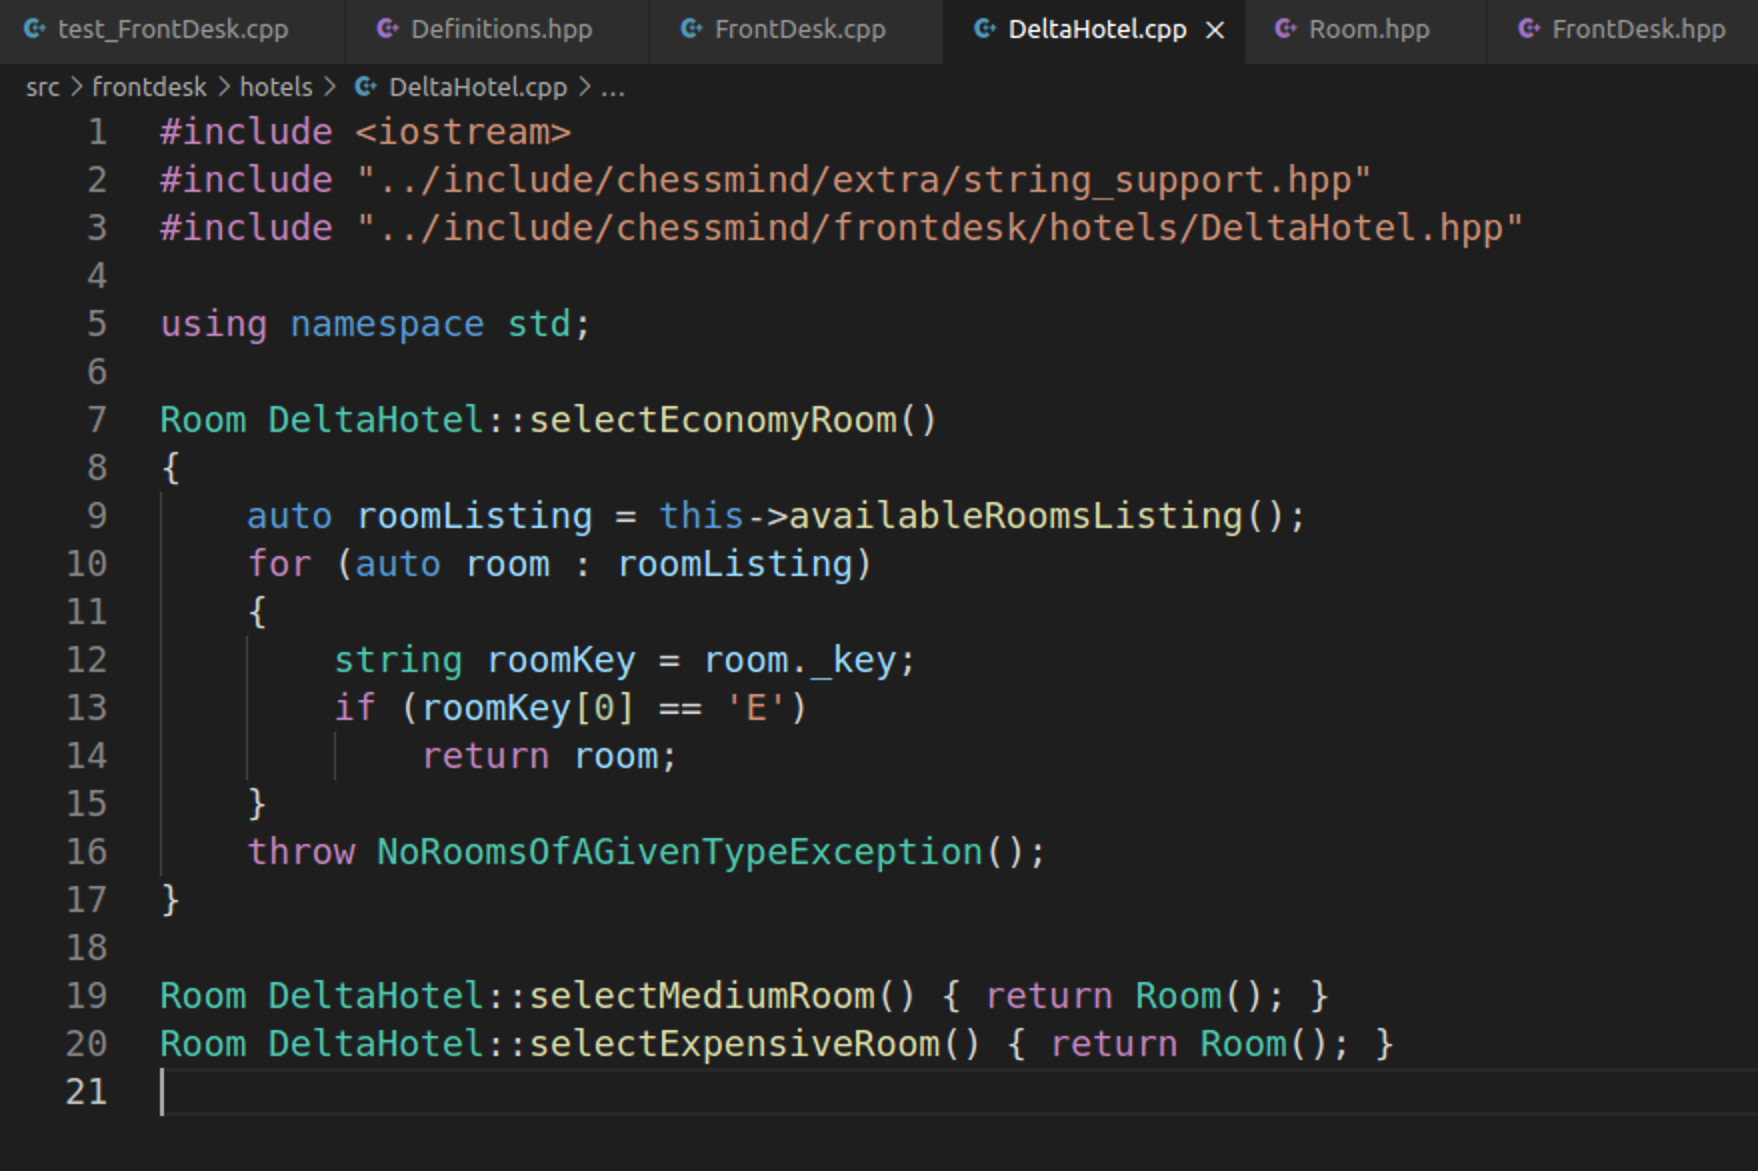 test_FrontDesk.cpp Definitions.hpp FrontDesk.cpp DeltaHotel.cpp × Room.hpp FrontDesk.hpp
src > frontdesk > hotels > DeltaHotel.cpp > ...
1 #include <iostream>
2 #include "../include/chessmind/extra/string_support.hpp"
3 #include "../include/chessmind/frontdesk/hotels/DeltaHotel.hpp"
4
5 using namespace std;
6
7 Room DeltaHotel::selectEconomyRoom()
8 {
9     auto roomListing = this->availableRoomsListing();
10     for (auto room : roomListing)
11     {
12         string roomKey = room._key;
13         if (roomKey[0] == 'E')
14             return room;
15     }
16     throw NoRoomsOfAGivenTypeException();
17 }
18
19 Room DeltaHotel::selectMediumRoom() { return Room(); }
20 Room DeltaHotel::selectExpensiveRoom() { return Room(); }
21